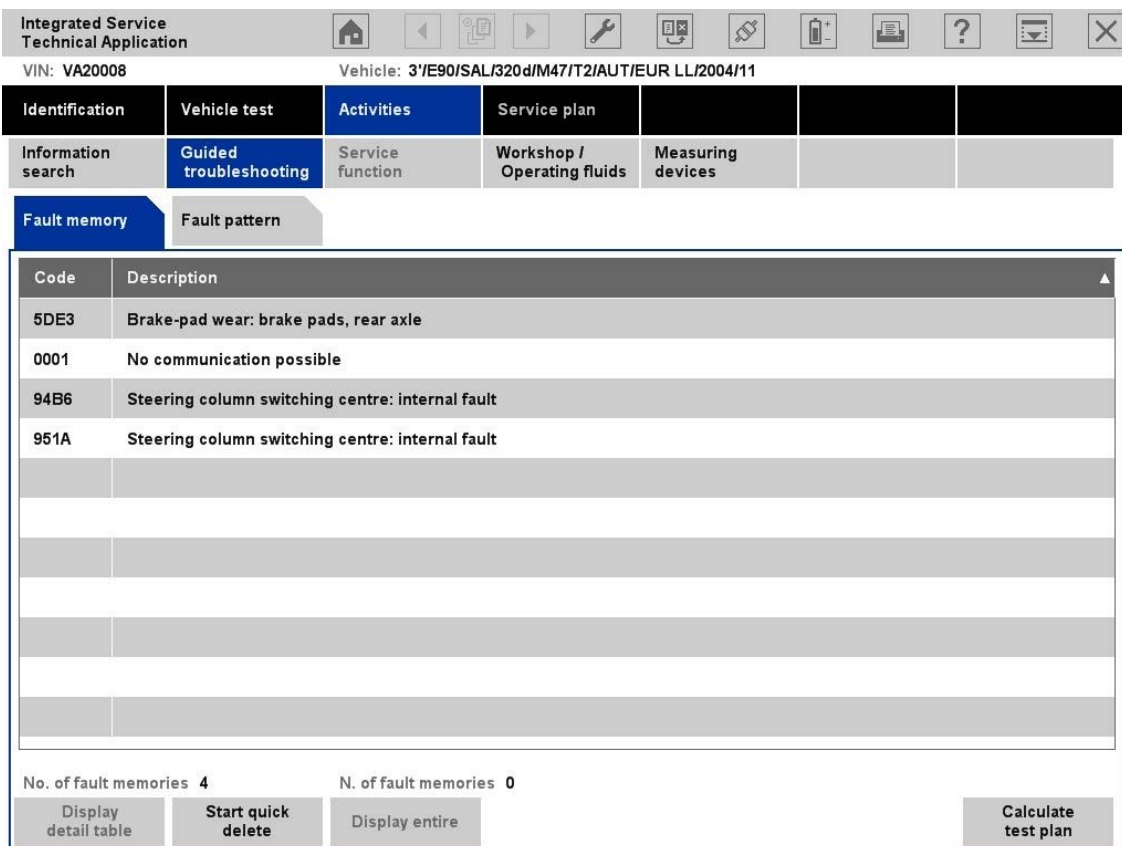 Integrated Service
Technical Application
VIN: VA20008 Vehicle: 3'/E90/SAL/320d/M47/T2/AUT/EUR LL/2004/11
Identification Vehicle test Activities Service plan
Information search Guided troubleshooting Service function Workshop / Operating fluids Measuring devices
Fault memory Fault pattern
Code Description
5DE3 Brake-pad wear: brake pads, rear axle
0001 No communication possible
94B6 Steering column switching centre: internal fault
951A Steering column switching centre: internal fault
No. of fault memories 4 N. of fault memories 0
Display detail table Start quick delete Display entire Calculate test plan